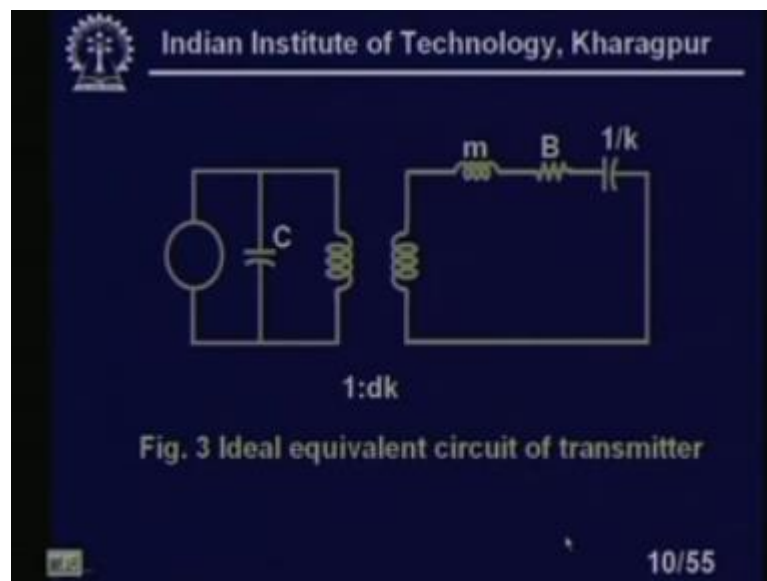 Indian Institute of Technology, Kharagpur
m B 1/k
C
1:dk
Fig. 3 Ideal equivalent circuit of transmitter
10/55